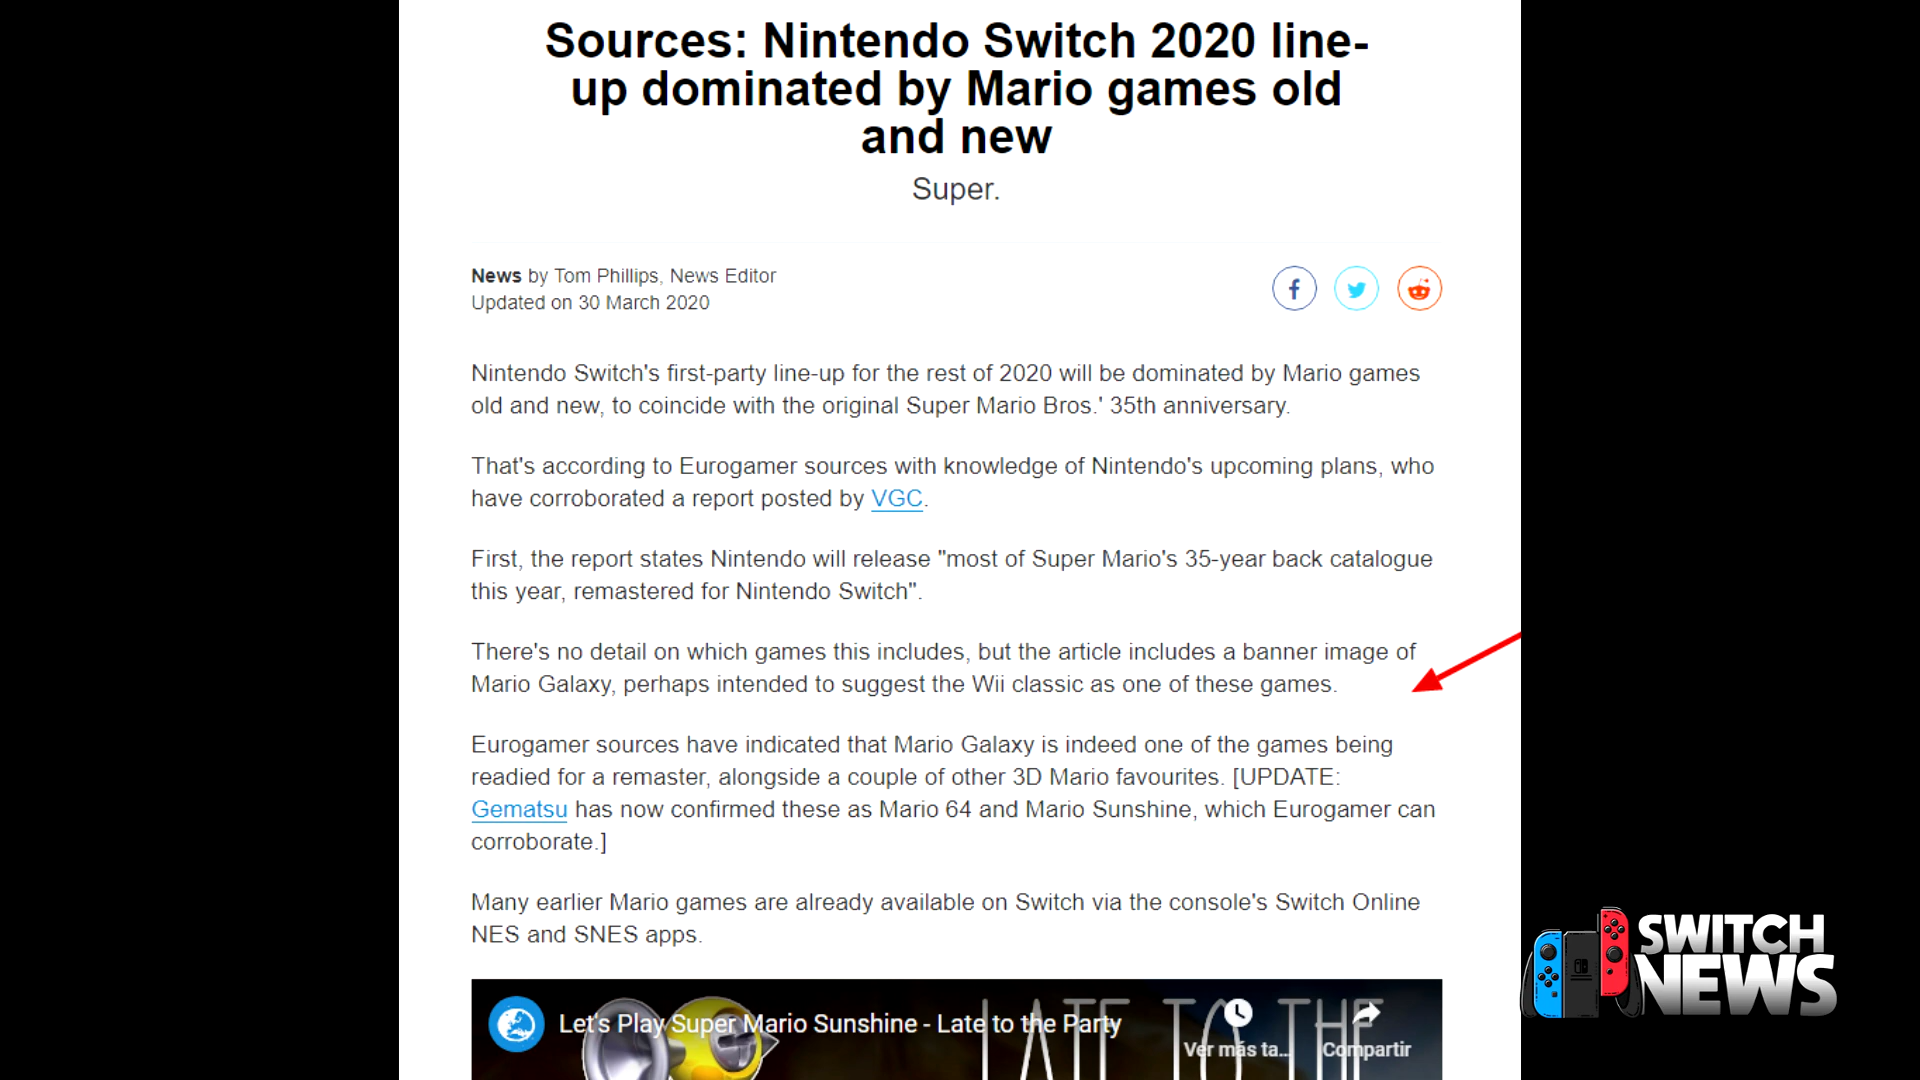 Sources: Nintendo Switch 2020 line-
up dominated by Mario games old
and new
Super.
News by Tom Phillips, News Editor
Updated on 30 March 2020
Nintendo Switch's first-party line-up for the rest of 2020 will be dominated by Mario games
old and new, to coincide with the original Super Mario Bros.' 35th anniversary.
That's according to Eurogamer sources with knowledge of Nintendo's upcoming plans, who
have corroborated a report posted by VGC.
First, the report states Nintendo will release "most of Super Mario's 35-year back catalogue
this year, remastered for Nintendo Switch".
There's no detail on which games this includes, but the article includes a banner image of
Mario Galaxy, perhaps intended to suggest the Wii classic as one of these games.
Eurogamer sources have indicated that Mario Galaxy is indeed one of the games being
readied for a remaster, alongside a couple of other 3D Mario favourites. [UPDATE:
Gematsu has now confirmed these as Mario 64 and Mario Sunshine, which Eurogamer can
corroborate.]
Many earlier Mario games are already available on Switch via the console's Switch Online
NES and SNES apps.
Let's Play Super Mario Sunshine - Late to the Party
LATE TO THE
Ver más ta...
Compartir
SWITCH
NEWS